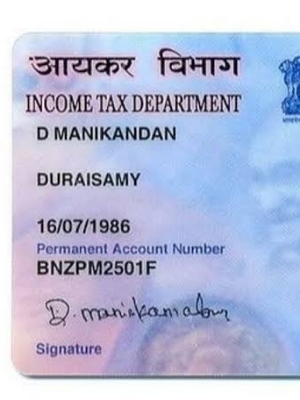 आयकर विभाग
INCOME TAX DEPARTMENT
D MANIKANDAN
DURAISAMY
16/07/1986
Permanent Account Number
BNZPM2501F
D. manikandan
Signature